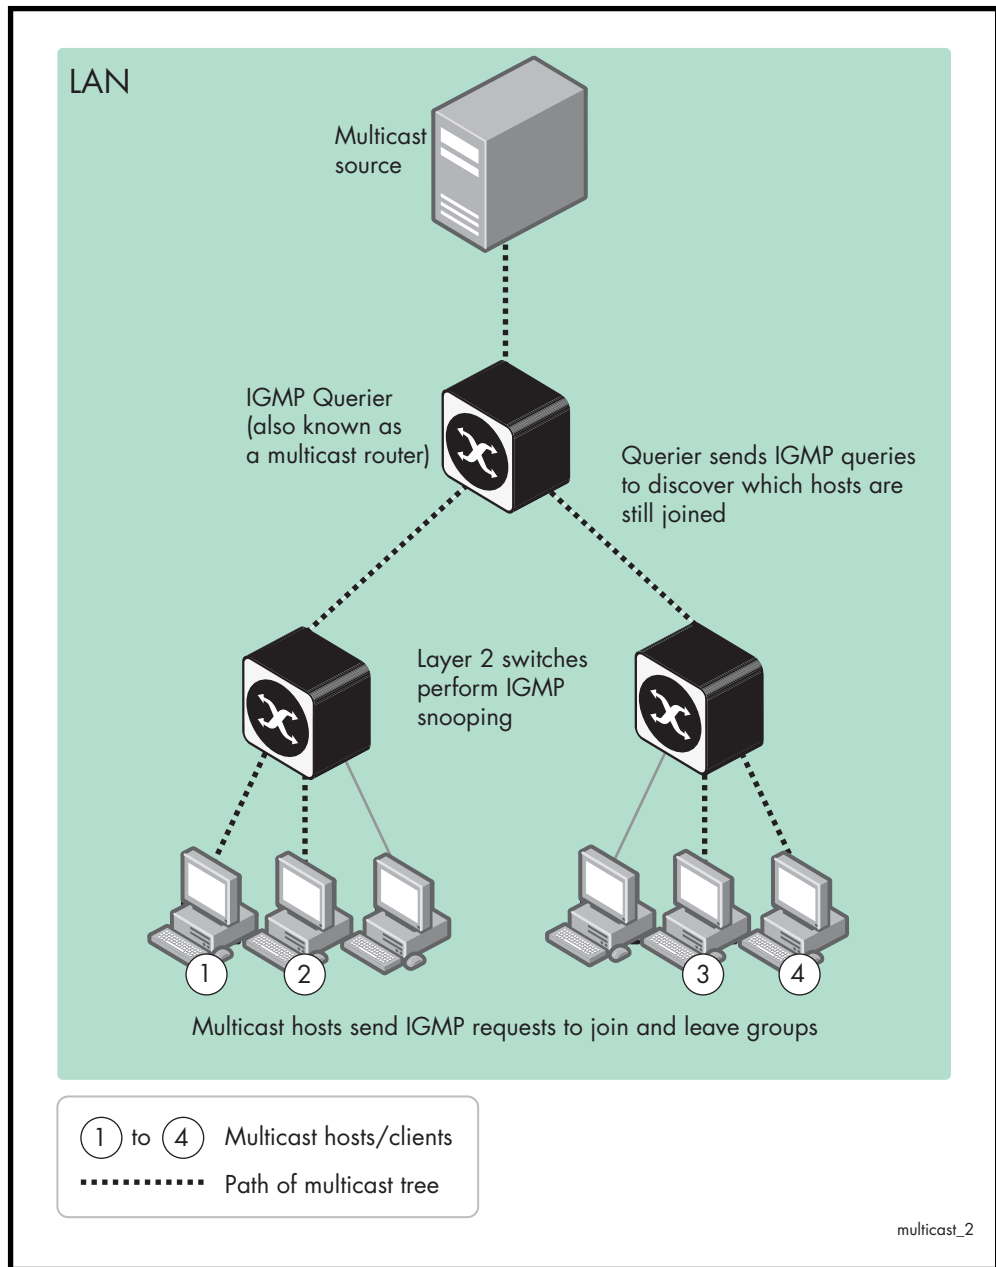 LAN
Multicast
source
IGMP Querier
(also known as
a multicast router)
Querier sends IGMP queries
to discover which hosts are
still joined
Layer 2 switches
perform IGMP
snooping
1
2
3
4
Multicast hosts send IGMP requests to join and leave groups
1 to 4 Multicast hosts/clients
Path of multicast tree
multicast_2